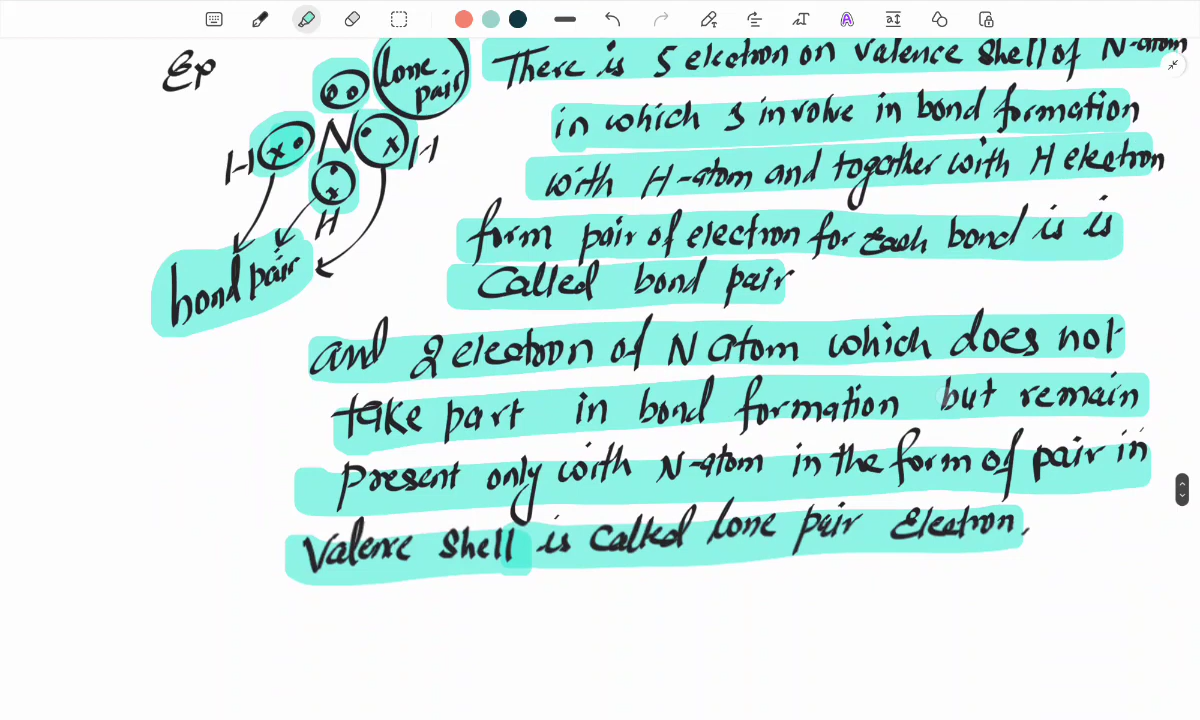 Ex
lone
pair
N
H
H
H
bond pair
There is 5 electron on valence shell of N-atom
in which 3 involve in bond formation
with H-atom and together with H electron
form pair of electron for each bond is is
called bond pair
and 2 electron of N atom which does not
take part in bond formation but remain
present only with N-atom in the form of pair in
valence shell is called lone pair electron.